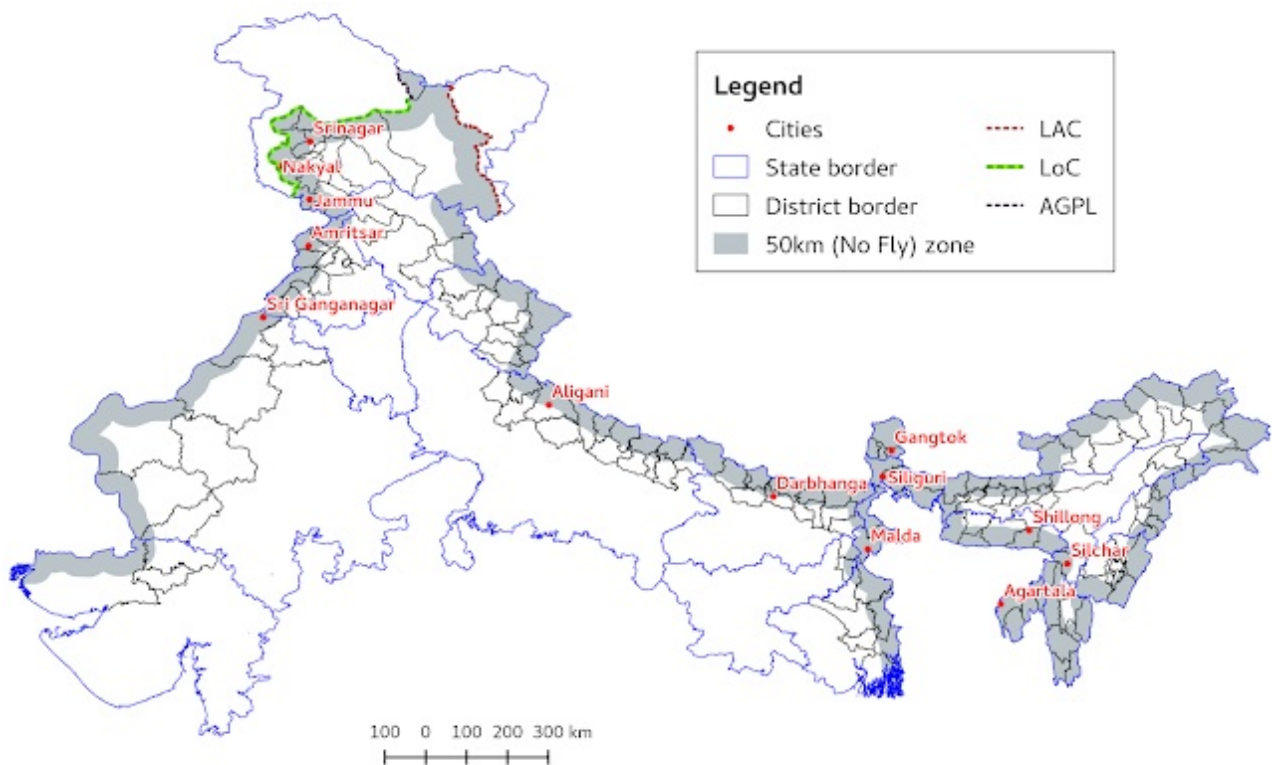 Legend
Cities
State border
District border
50km (No Fly) zone
LAC
LoC
AGPL
Srinagar
Nakyal
Jammu
Amritsar
Sri Ganganagar
Aligani
Gangtok
Darbhanga
Siliguri
Shillong
Malda
Silchar
Agartala
100 0 100 200 300 km